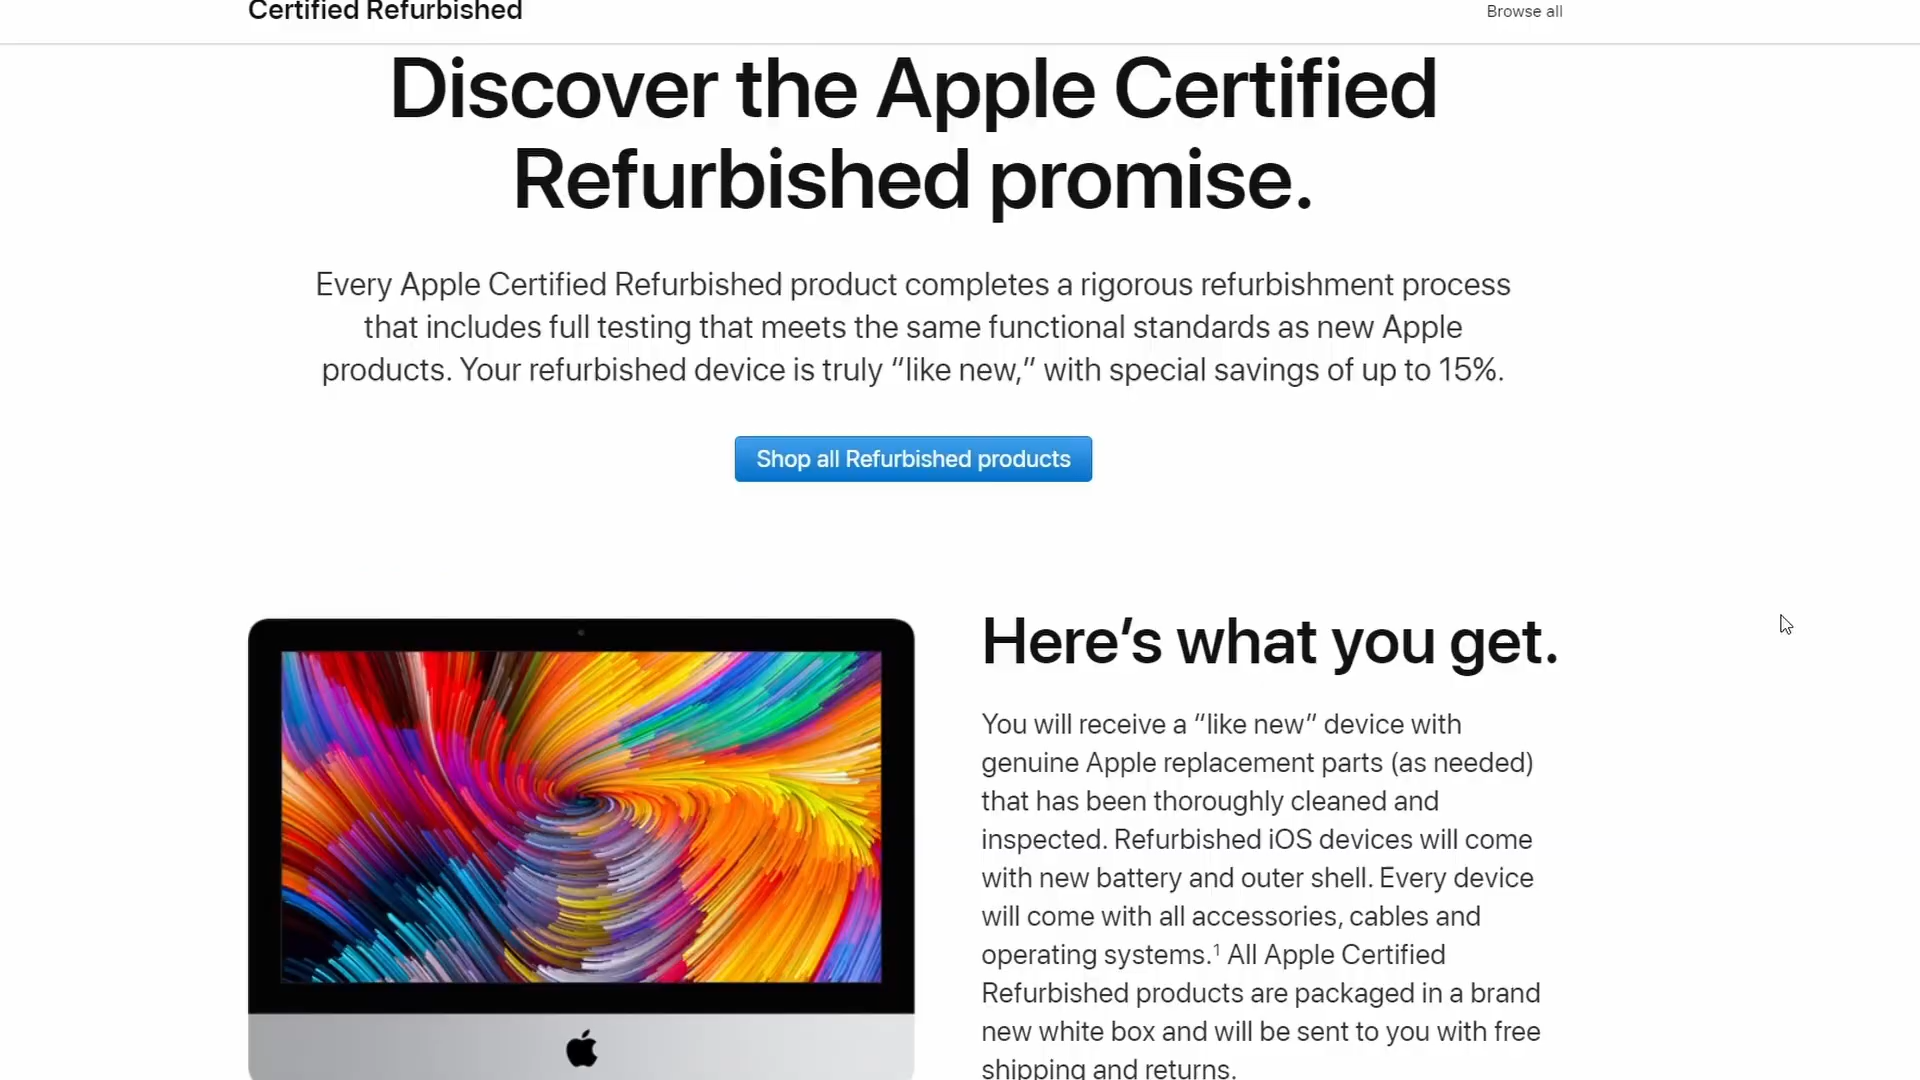 Certified Refurbished
Browse all
Discover the Apple Certified
Refurbished promise.
Every Apple Certified Refurbished product completes a rigorous refurbishment process
that includes full testing that meets the same functional standards as new Apple
products. Your refurbished device is truly “like new,” with special savings of up to 15%.
Shop all Refurbished products
Here’s what you get.
You will receive a “like new” device with
genuine Apple replacement parts (as needed)
that has been thoroughly cleaned and
inspected. Refurbished iOS devices will come
with new battery and outer shell. Every device
will come with all accessories, cables and
operating systems.¹ All Apple Certified
Refurbished products are packaged in a brand
new white box and will be sent to you with free
shipping and returns.